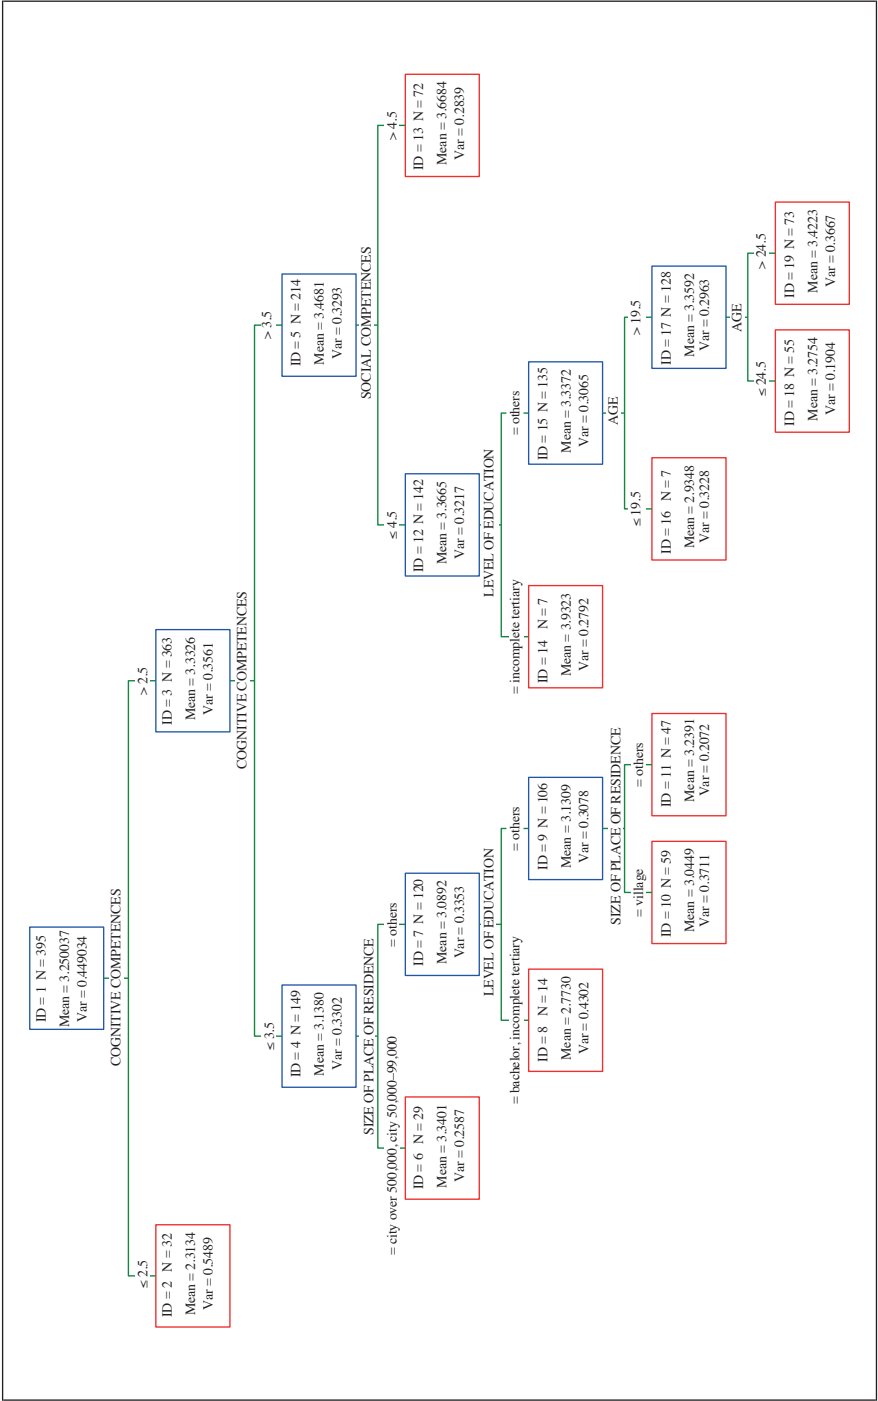 ID = 1 N = 395
Mean = 3.250037
Var = 0.449034
COGNITIVE COMPETENCES
≤ 2.5
> 2.5
ID = 2 N = 32
Mean = 2.3134
Var = 0.5489
ID = 3 N = 363
Mean = 3.3326
Var = 0.3561
COGNITIVE COMPETENCES
≤ 3.5
> 3.5
ID = 4 N = 149
Mean = 3.1380
Var = 0.3302
ID = 5 N = 214
Mean = 3.4681
Var = 0.3293
SIZE OF PLACE OF RESIDENCE
SOCIAL COMPETENCES
= city over 500,000, city 50,000–99,000
= others
≤ 4.5
> 4.5
ID = 6 N = 29
Mean = 3.3401
Var = 0.2587
ID = 7 N = 120
Mean = 3.0892
Var = 0.3353
ID = 12 N = 142
Mean = 3.3665
Var = 0.3217
ID = 13 N = 72
Mean = 3.6684
Var = 0.2839
LEVEL OF EDUCATION
LEVEL OF EDUCATION
= bachelor, incomplete tertiary
= others
= incomplete tertiary
= others
ID = 8 N = 14
Mean = 2.7730
Var = 0.4302
ID = 9 N = 106
Mean = 3.1309
Var = 0.3078
ID = 14 N = 7
Mean = 3.9323
Var = 0.2792
ID = 15 N = 135
Mean = 3.3372
Var = 0.3065
SIZE OF PLACE OF RESIDENCE
AGE
= village
= others
≤ 19.5
> 19.5
ID = 10 N = 59
Mean = 3.0449
Var = 0.3711
ID = 11 N = 47
Mean = 3.2391
Var = 0.2072
ID = 16 N = 7
Mean = 2.9348
Var = 0.3228
ID = 17 N = 128
Mean = 3.3592
Var = 0.2963
AGE
≤ 24.5
> 24.5
ID = 18 N = 55
Mean = 3.2754
Var = 0.1904
ID = 19 N = 73
Mean = 3.4223
Var = 0.3667